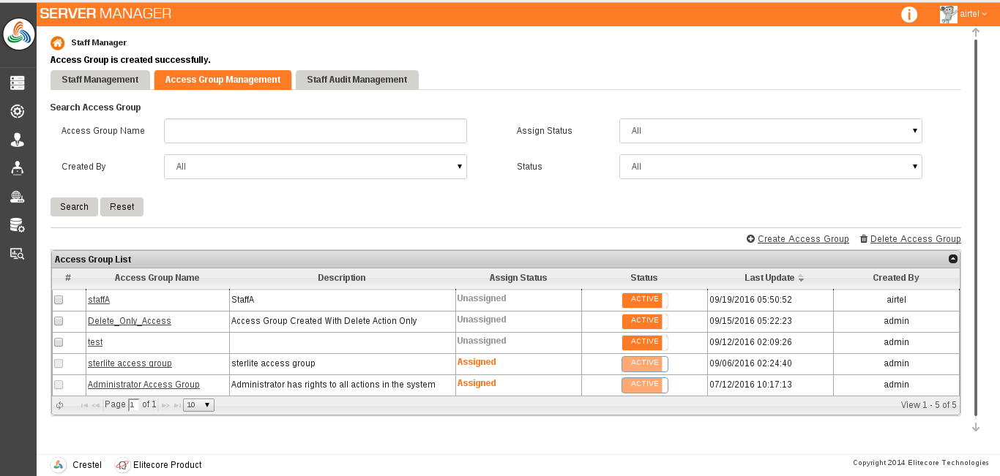 SERVER MANAGER
airtel
Staff Manager
Access Group is created successfully.
Staff Management Access Group Management Staff Audit Management
Search Access Group
Access Group Name Assign Status All
Created By All Status All
Search Reset
Create Access Group Delete Access Group
Access Group List
# Access Group Name Description Assign Status Status Last Update Created By
staffA StaffA Unassigned ACTIVE 09/19/2016 05:50:52 airtel
Delete_Only_Access Access Group Created With Delete Action Only Unassigned ACTIVE 09/15/2016 05:22:23 admin
test Unassigned ACTIVE 09/12/2016 02:09:26 admin
sterlite access group sterlite access group Assigned ACTIVE 09/06/2016 02:24:40 admin
Administrator Access Group Administrator has rights to all actions in the system Assigned ACTIVE 07/12/2016 10:17:13 admin
Page 1 of 1 10 View 1 - 5 of 5
Crestel Elitecore Product Copyright 2014 Elitecore Technologies